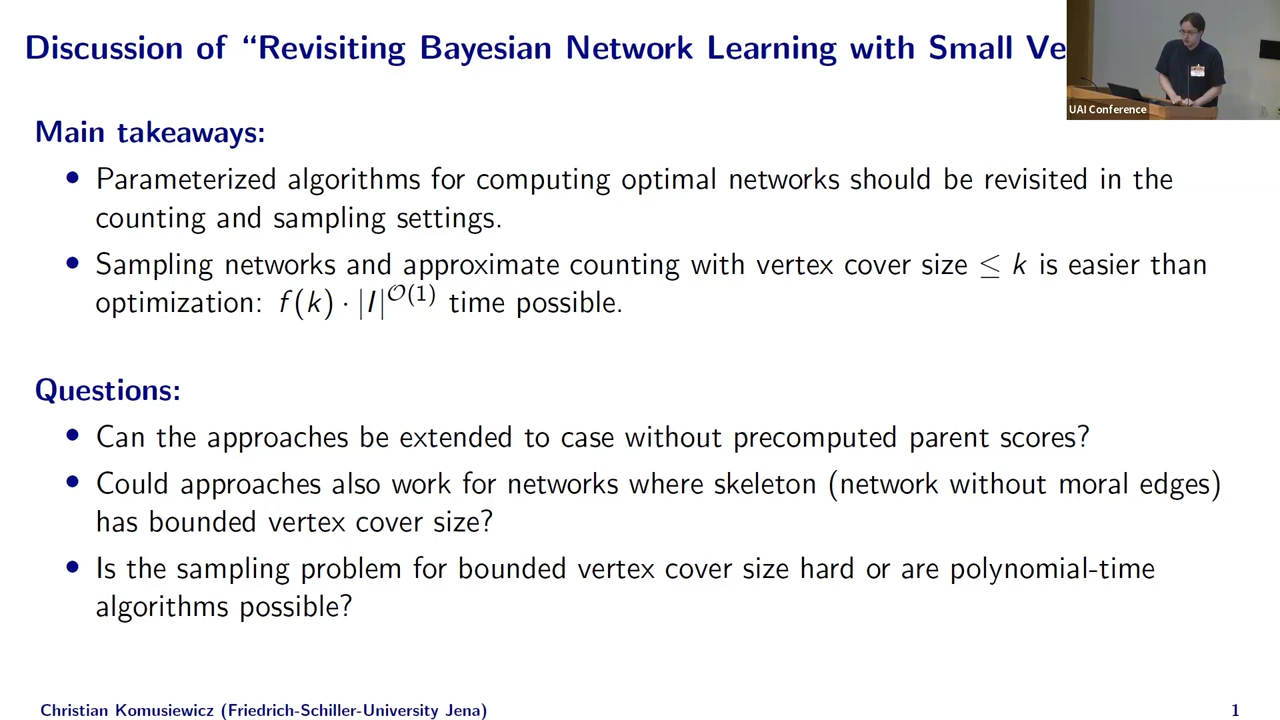 Discussion of “Revisiting Bayesian Network Learning with Small Ve
UAI Conference
Main takeaways:
• Parameterized algorithms for computing optimal networks should be revisited in the
counting and sampling settings.
• Sampling networks and approximate counting with vertex cover size ≤ k is easier than
optimization: f(k) · |I|^O(1) time possible.
Questions:
• Can the approaches be extended to case without precomputed parent scores?
• Could approaches also work for networks where skeleton (network without moral edges)
has bounded vertex cover size?
• Is the sampling problem for bounded vertex cover size hard or are polynomial-time
algorithms possible?
Christian Komusiewicz (Friedrich-Schiller-University Jena)
1